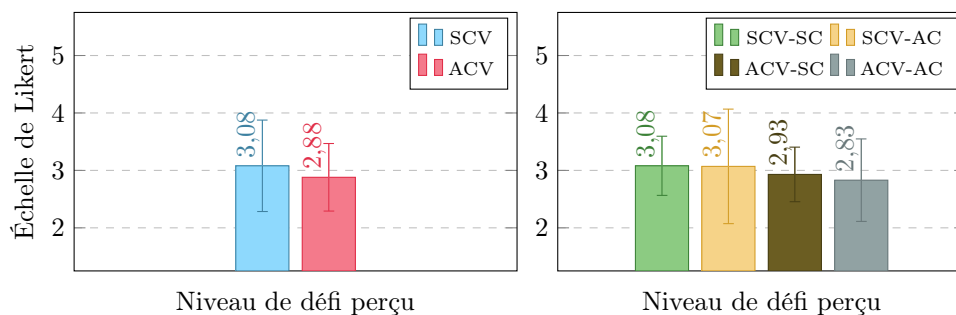 Échelle de Likert
5
4
3
2
SCV
ACV
3,08
2,88
Niveau de défi perçu
SCV-SC SCV-AC
ACV-SC ACV-AC
5
4
3
2
3,08
3,07
2,93
2,83
Niveau de défi perçu